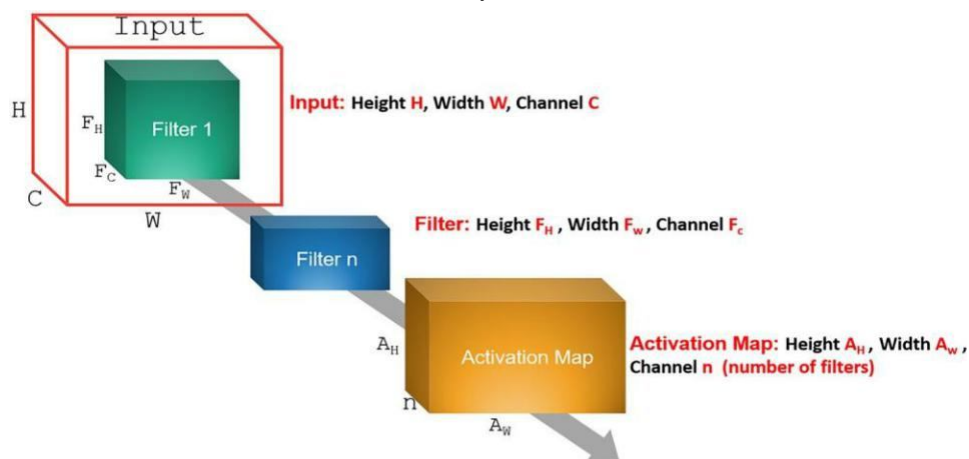 Input
H
F_H
Filter 1
Input: Height H, Width W, Channel C
F_C
F_W
C
W
Filter: Height F_H , Width F_w , Channel F_c
Filter n
A_H
Activation Map
Activation Map: Height A_H , Width A_w ,
Channel n (number of filters)
n
A_W